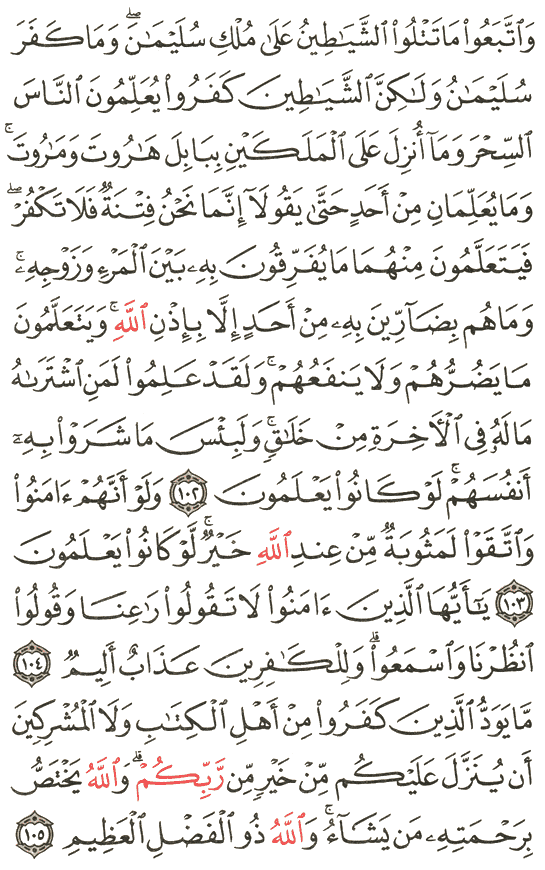 وَٱتَّبَعُوا۟ مَا تَتْلُوا۟ ٱلشَّيَـٰطِينُ عَلَىٰ مُلْكِ سُلَيْمَـٰنَ ۖ وَمَا كَفَرَ
سُلَيْمَـٰنُ وَلَـٰكِنَّ ٱلشَّيَـٰطِينَ كَفَرُوا۟ يُعَلِّمُونَ ٱلنَّاسَ
ٱلسِّحْرَ وَمَآ أُنزِلَ عَلَى ٱلْمَلَكَيْنِ بِبَابِلَ هَـٰرُوتَ وَمَـٰرُوتَ ۚ
وَمَا يُعَلِّمَانِ مِنْ أَحَدٍ حَتَّىٰ يَقُولَآ إِنَّمَا نَحْنُ فِتْنَةٌ فَلَا تَكْفُرْ ۖ
فَيَتَعَلَّمُونَ مِنْهُمَا مَا يُفَرِّقُونَ بِهِۦ بَيْنَ ٱلْمَرْءِ وَزَوْجِهِۦ ۚ
وَمَا هُم بِضَآرِّينَ بِهِۦ مِنْ أَحَدٍ إِلَّا بِإِذْنِ ٱللَّهِ ۚ وَيَتَعَلَّمُونَ
مَا يَضُرُّهُمْ وَلَا يَنفَعُهُمْ ۚ وَلَقَدْ عَلِمُوا۟ لَمَنِ ٱشْتَرَىٰهُ
مَا لَهُۥ فِى ٱلْـَٔاخِرَةِ مِنْ خَلَـٰقٍ ۚ وَلَبِئْسَ مَا شَرَوْا۟ بِهِۦٓ
أَنفُسَهُمْ ۚ لَوْ كَانُوا۟ يَعْلَمُونَ ١٠٢ وَلَوْ أَنَّهُمْ ءَامَنُوا۟
وَٱتَّقَوْا۟ لَمَثُوبَةٌ مِّنْ عِندِ ٱللَّهِ خَيْرٌ ۖ لَّوْ كَانُوا۟ يَعْلَمُونَ
١٠٣ يَـٰٓأَيُّهَا ٱلَّذِينَ ءَامَنُوا۟ لَا تَقُولُوا۟ رَٰعِنَا وَقُولُوا۟
ٱنظُرْنَا وَٱسْمَعُوا۟ ۗ وَلِلْكَـٰفِرِينَ عَذَابٌ أَلِيمٌ ١٠٤
مَّا يَوَدُّ ٱلَّذِينَ كَفَرُوا۟ مِنْ أَهْلِ ٱلْكِتَـٰبِ وَلَا ٱلْمُشْرِكِينَ
أَن يُنَزَّلَ عَلَيْكُم مِّنْ خَيْرٍ مِّن رَّبِّكُمْ ۗ وَٱللَّهُ يَخْتَصُّ
بِرَحْمَتِهِۦ مَن يَشَآءُ ۚ وَٱللَّهُ ذُو ٱلْفَضْلِ ٱلْعَظِيمِ ١٠٥